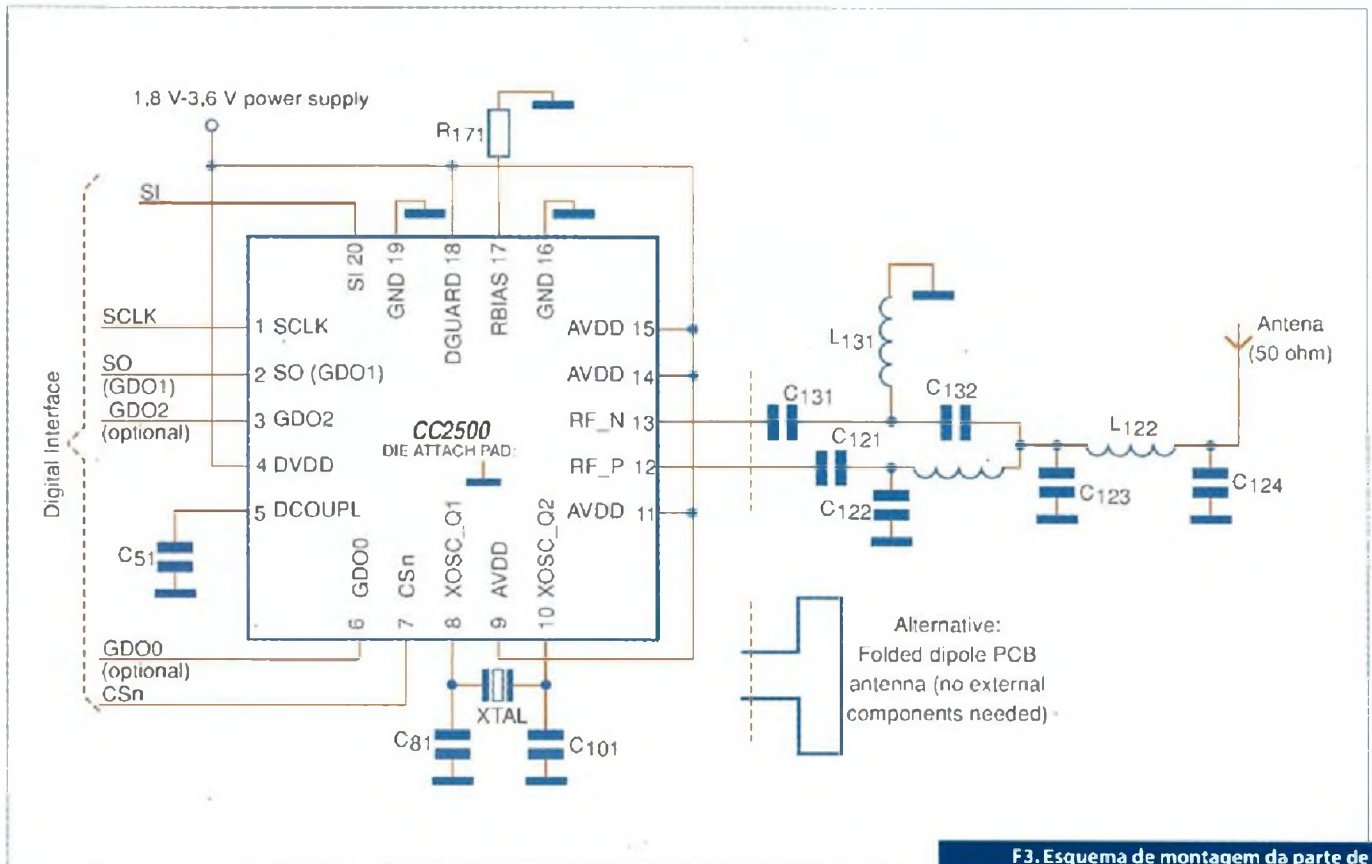 1,8 V-3,6 V power supply
R171
SI
Digital Interface
SI 20
GND 19
DGUARD 18
RBIAS 17
GND 16
SCLK
1 SCLK
SO
(GDO1)
2 SO (GDO1)
GDO2
(optional)
3 GDO2
4 DVDD
5 DCOUPL
C51
CC2500
DIE ATTACH PAD:
AVDD 15
AVDD 14
RF_N 13
RF_P 12
AVDD 11
GDO0
6
CSn
7
XOSC_Q1
8
AVDD
9
10 XOSC_Q2
GDO0
(optional)
CSn
XTAL
C81
C101
L131
C131
C132
C121
C122
L122
C123
C124
Antena
(50 ohm)
Alternative:
Folded dipole PCB
antenna (no external
components needed)
F3. Esquema de montagem da parte de